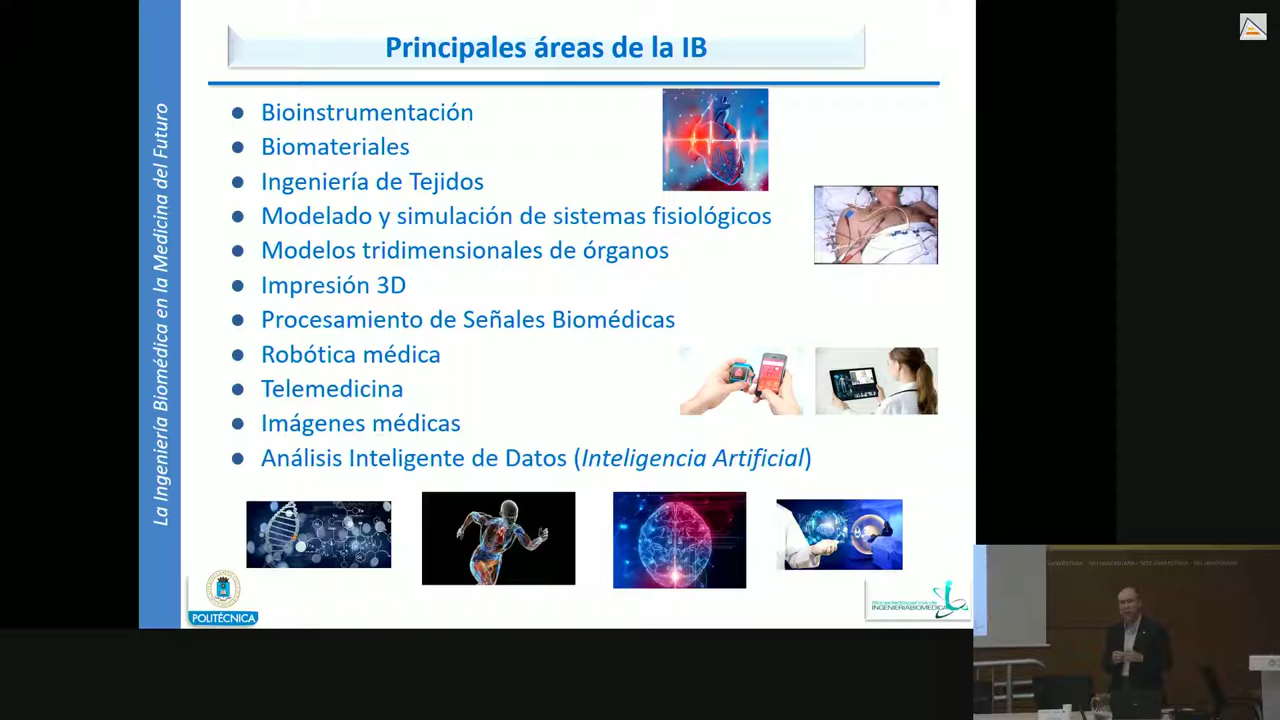 Principales áreas de la IB
La Ingeniería Biomédica en la Medicina del Futuro
Bioinstrumentación
Biomateriales
Ingeniería de Tejidos
Modelado y simulación de sistemas fisiológicos
Modelos tridimensionales de órganos
Impresión 3D
Procesamiento de Señales Biomédicas
Robótica médica
Telemedicina
Imágenes médicas
Análisis Inteligente de Datos (Inteligencia Artificial)
POLITÉCNICA
INGENIERIABIOMEDICA